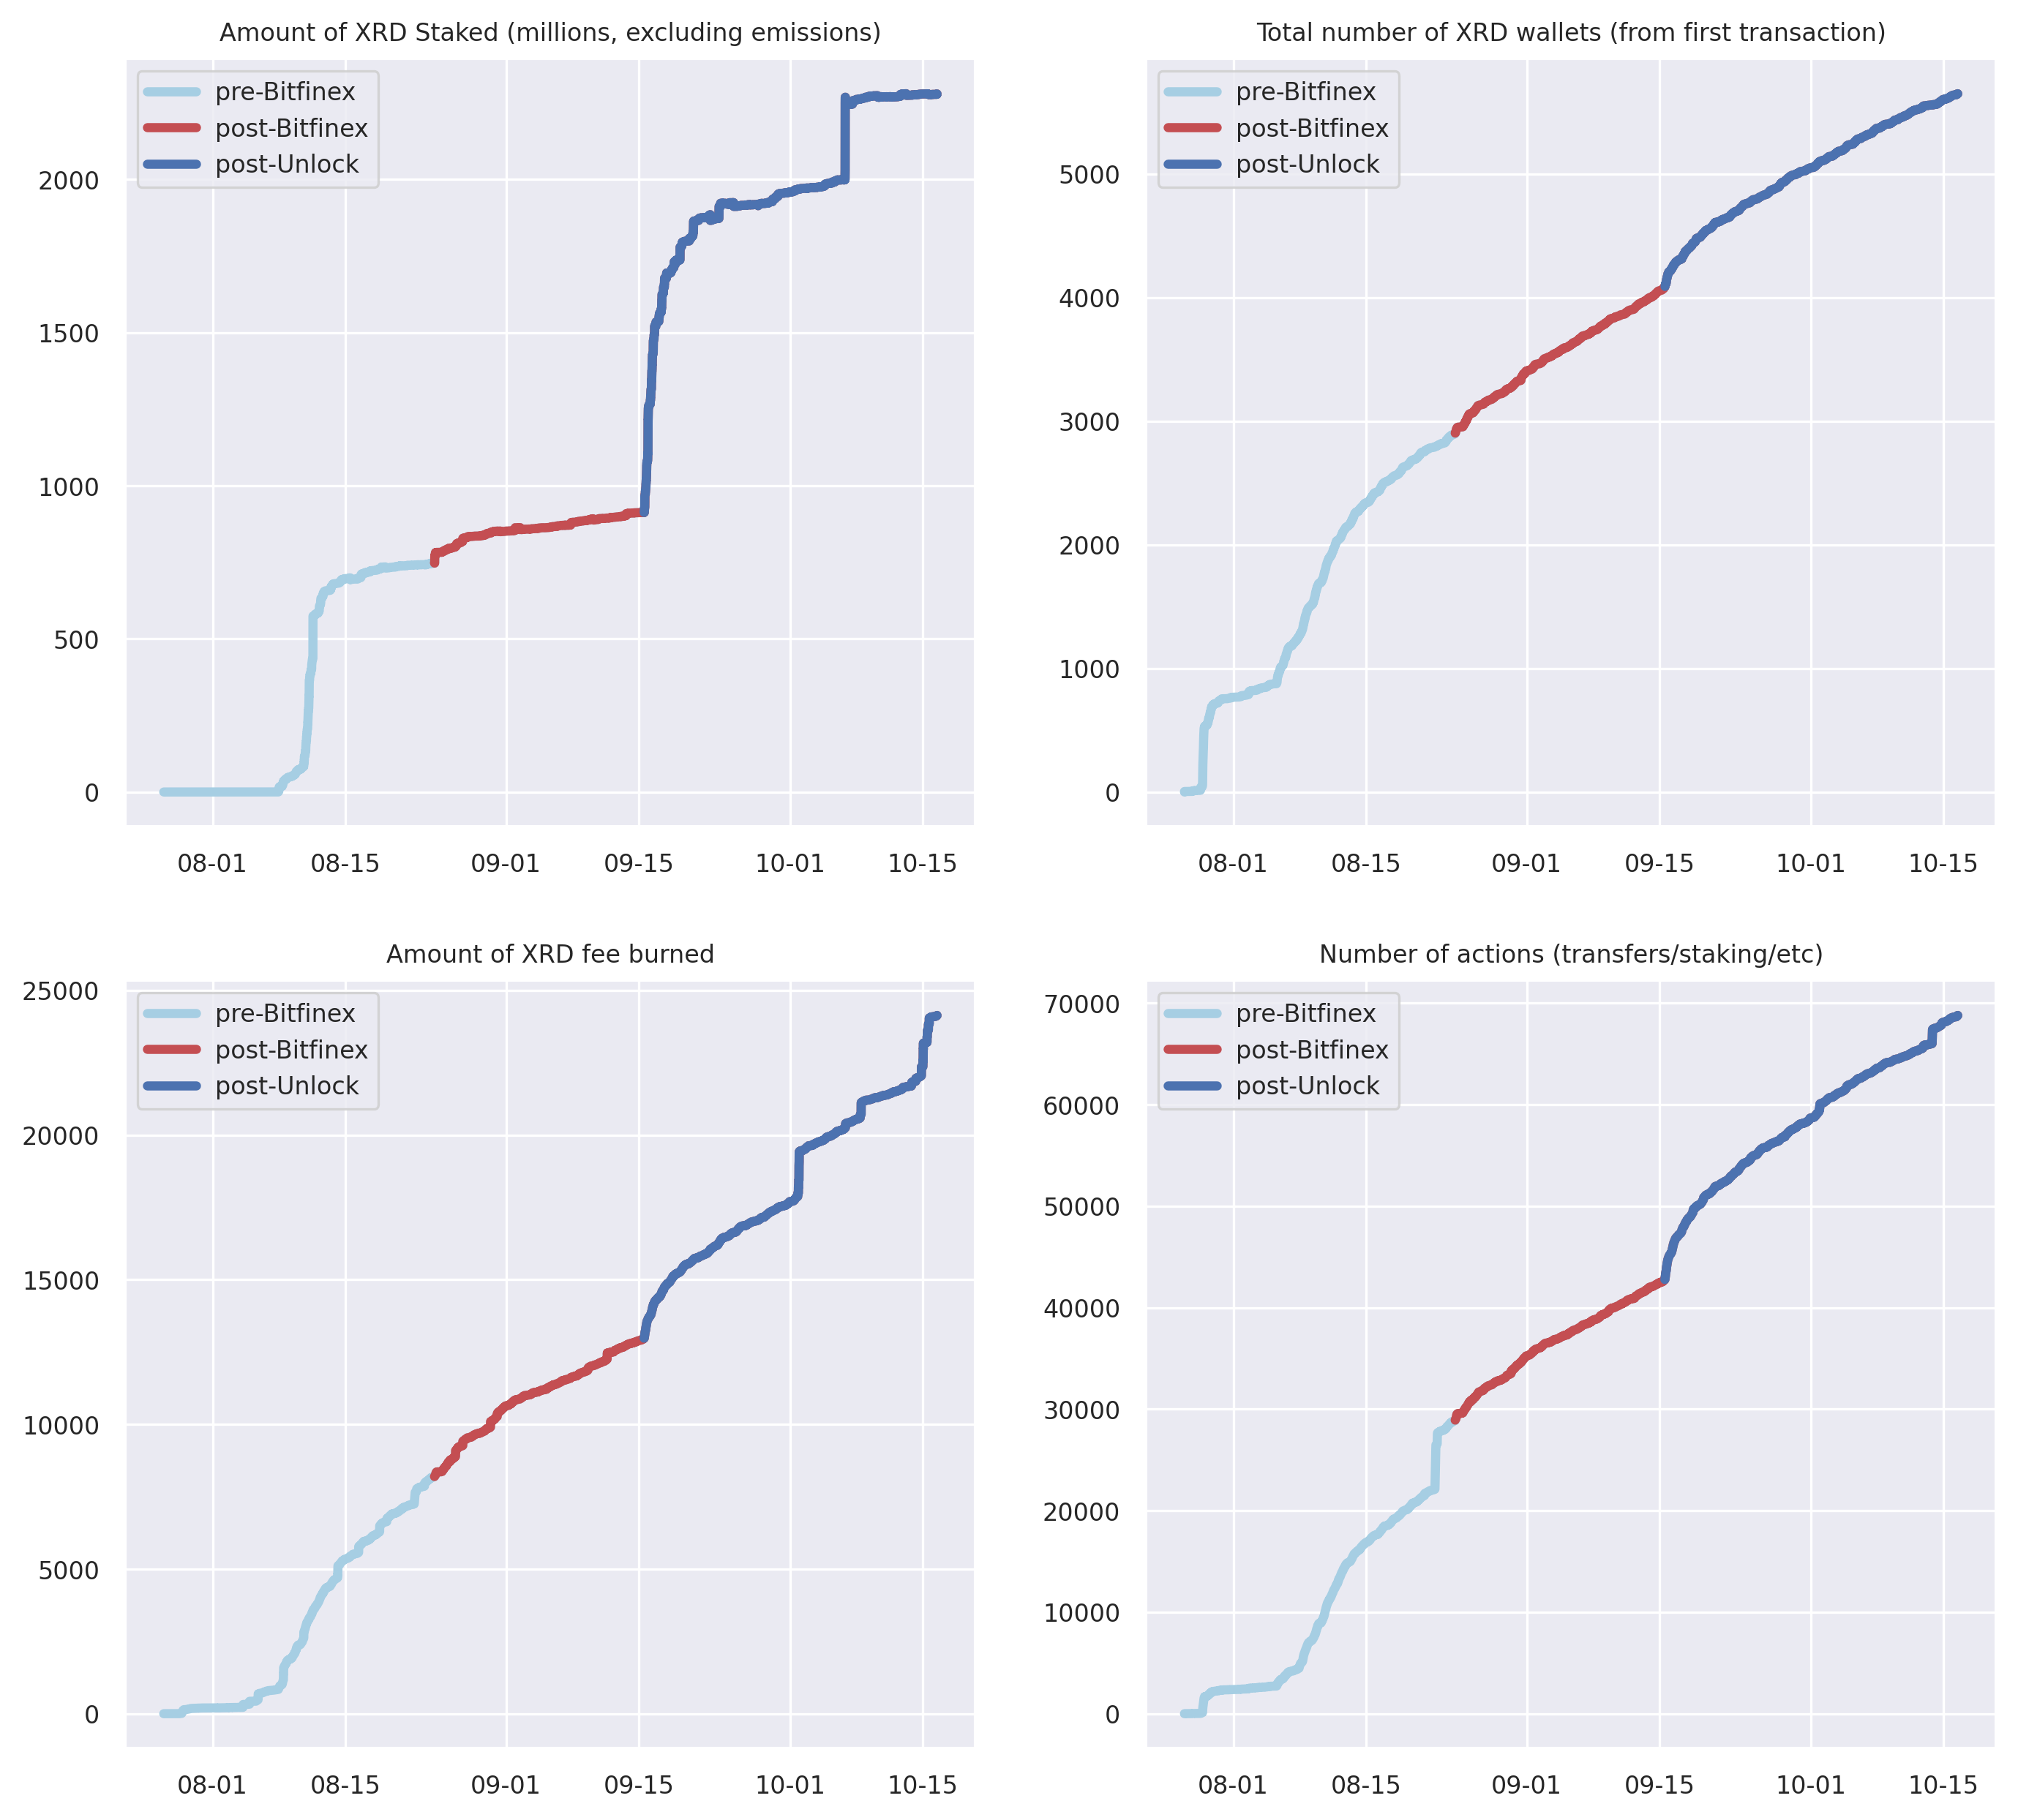 Amount of XRD Staked (millions, excluding emissions)
pre-Bitfinex
post-Bitfinex
post-Unlock
2000
1500
1000
500
0
08-01 08-15 09-01 09-15 10-01 10-15
Total number of XRD wallets (from first transaction)
pre-Bitfinex
post-Bitfinex
post-Unlock
5000
4000
3000
2000
1000
0
08-01 08-15 09-01 09-15 10-01 10-15
Amount of XRD fee burned
25000
pre-Bitfinex
post-Bitfinex
post-Unlock
20000
15000
10000
5000
0
08-01 08-15 09-01 09-15 10-01 10-15
Number of actions (transfers/staking/etc)
70000
pre-Bitfinex
post-Bitfinex
post-Unlock
60000
50000
40000
30000
20000
10000
0
08-01 08-15 09-01 09-15 10-01 10-15